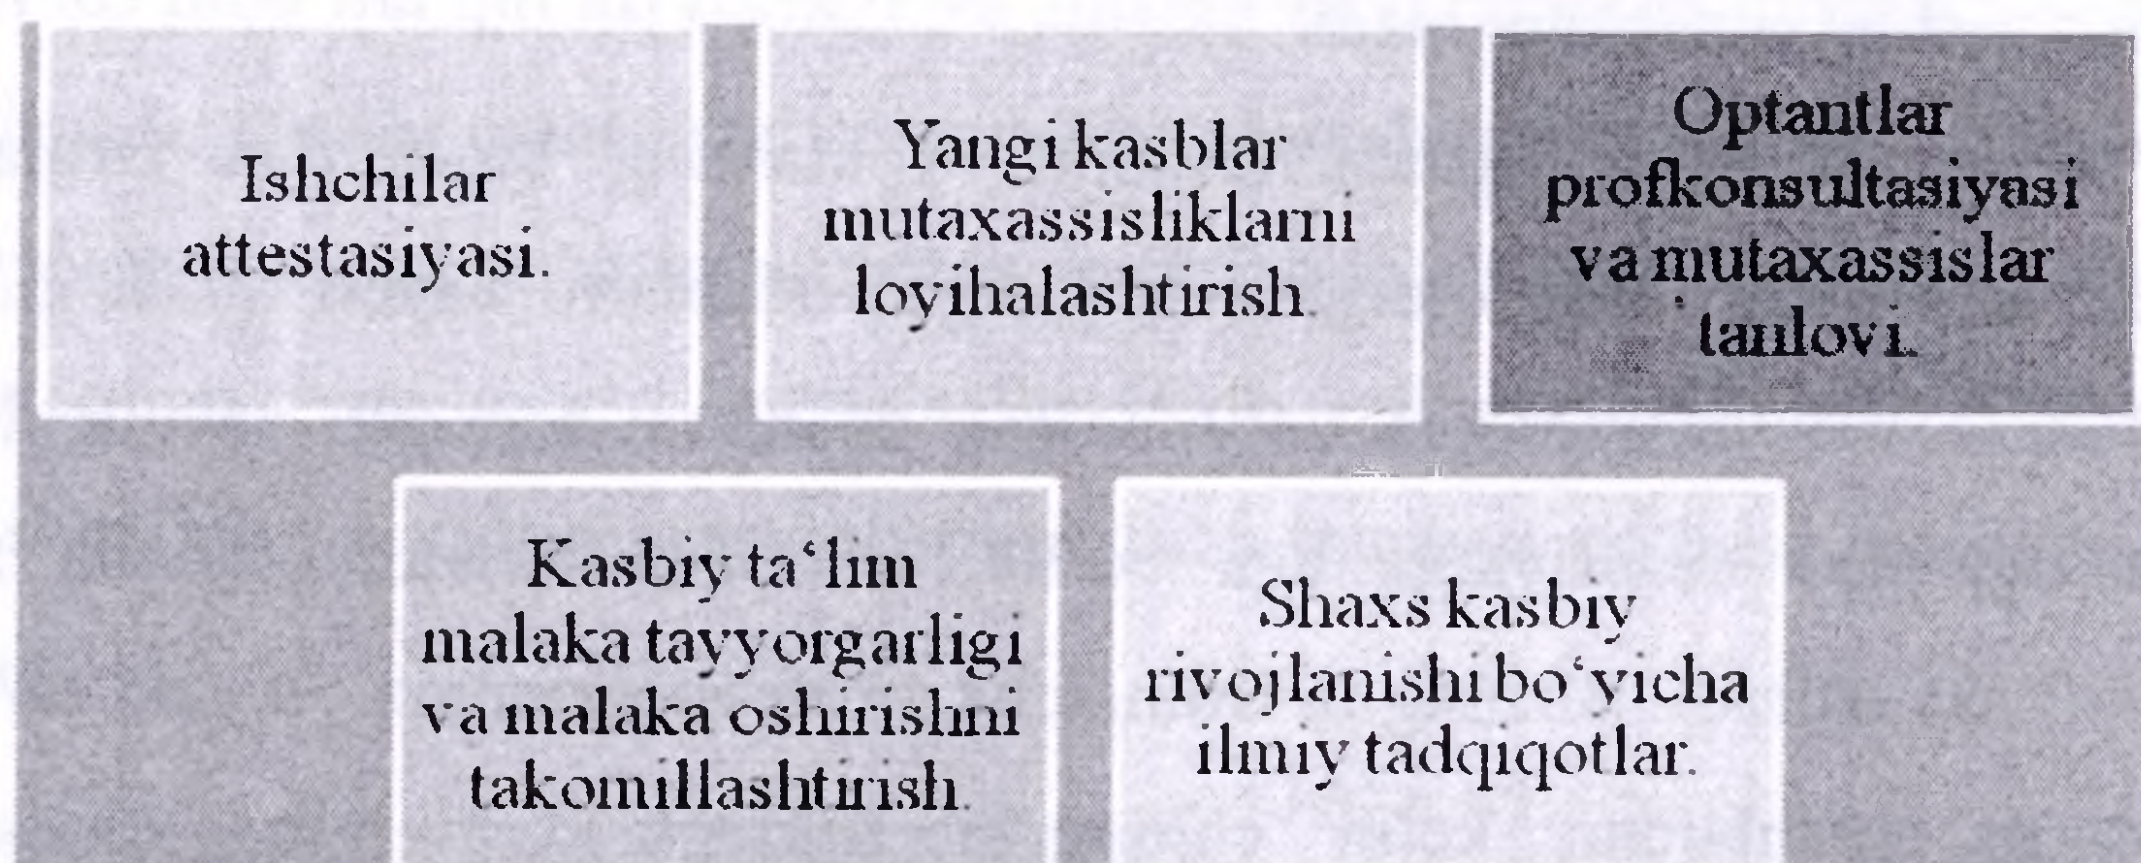 Ishchilar
attestasiyasi.
Yangi kasblar
mutaxassisliklarni
loyihalashtirish.
Optantlar
profkonsultasiyasi
va mutaxassislar
tanlovi.
Kasbiy ta‘lim
malaka tayyorgarligi
va malaka oshirishni
takomillashtirish.
Shaxs kasbiy
rivojlanishi bo‘yicha
ilmiy tadqiqotlar.